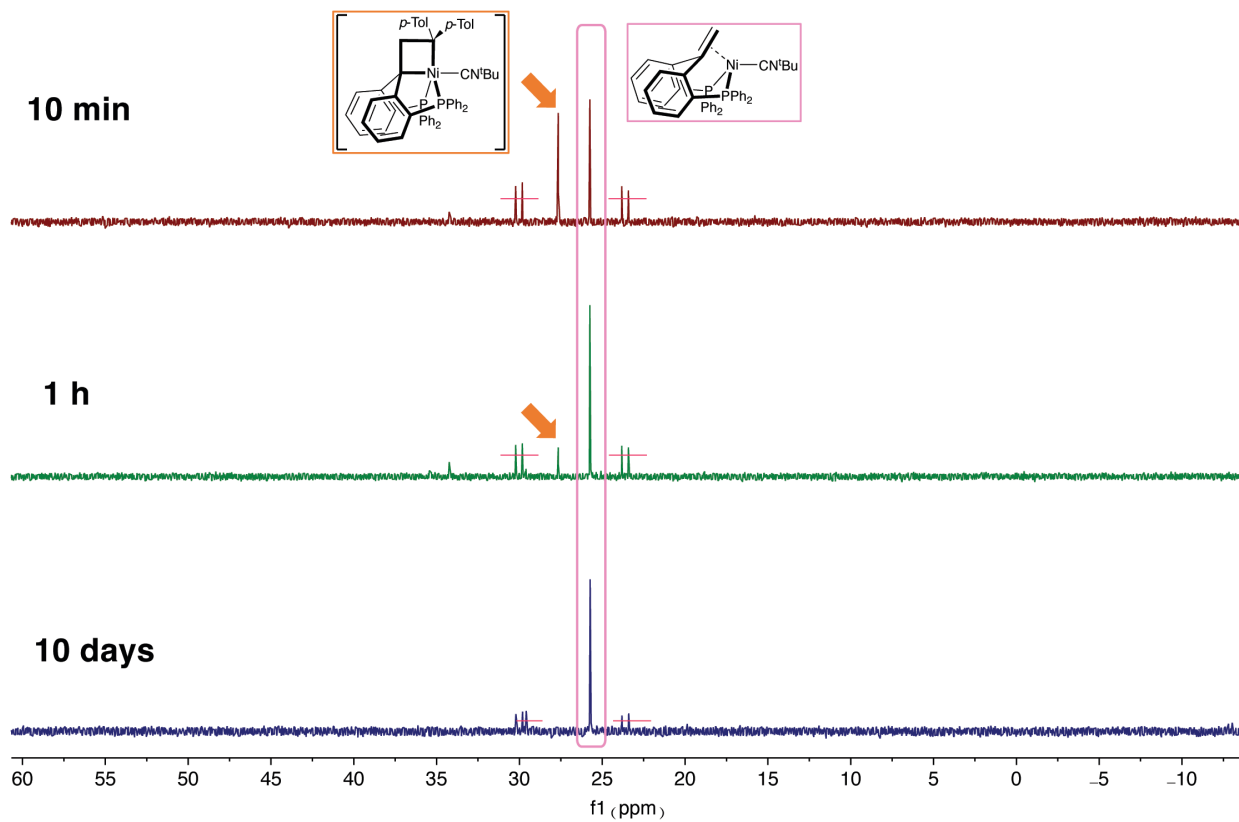 p-Tol p-Tol
Ni CNᵗBu
P PPh₂
Ph₂
Ni CNᵗBu
P PPh₂
Ph₂
10 min
1 h
10 days
60 55 50 45 40 35 30 25 20 15 10 5 0 –5 –10
f1 (ppm)